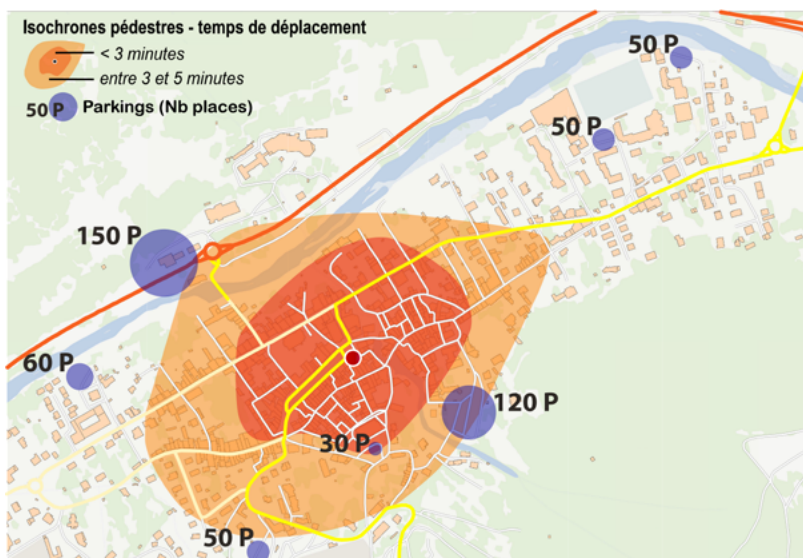 Isochrones pédestres - temps de déplacement
< 3 minutes
entre 3 et 5 minutes
50 P Parkings (Nb places)
50 P
50 P
150 P
60 P
120 P
30 P
50 P